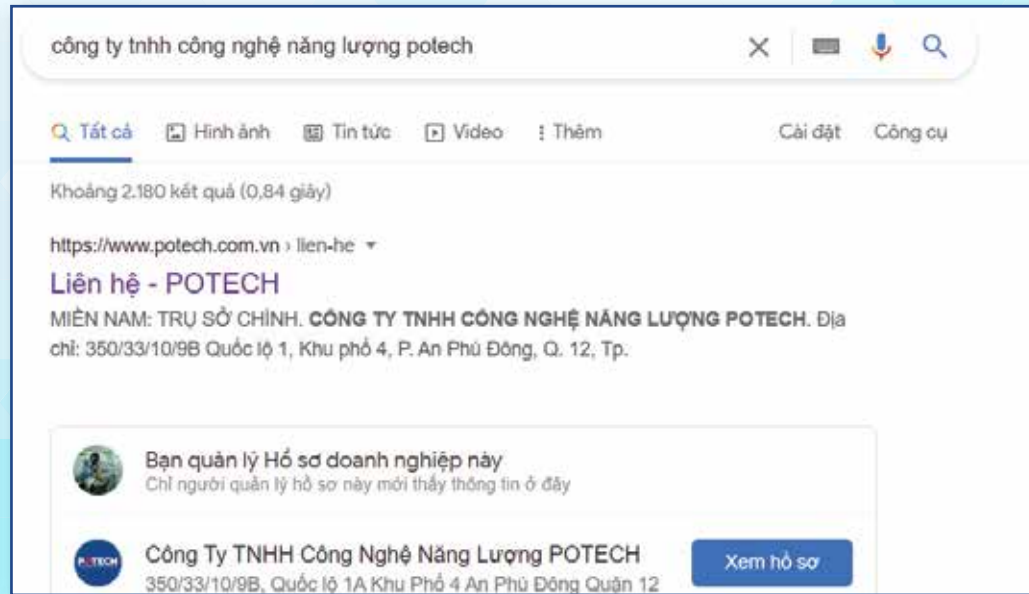 công ty tnhh công nghệ năng lượng potech
Tất cả Hình ảnh Tin tức Video Thêm Cài đặt Công cụ
Khoảng 2.180 kết quả (0,84 giây)
https://www.potech.com.vn › lien-he
Liên hệ - POTECH
MIỀN NAM: TRỤ SỞ CHÍNH. CÔNG TY TNHH CÔNG NGHỆ NĂNG LƯỢNG POTECH. Địa
chỉ: 350/33/10/9B Quốc lộ 1, Khu phố 4, P. An Phú Đông, Q. 12, Tp.
Bạn quản lý Hồ sơ doanh nghiệp này
Chỉ người quản lý hồ sơ này mới thấy thông tin ở đây
POTECH
Công Ty TNHH Công Nghệ Năng Lượng POTECH
350/33/10/9B, Quốc lộ 1A Khu Phố 4 An Phú Đông Quận 12
Xem hồ sơ